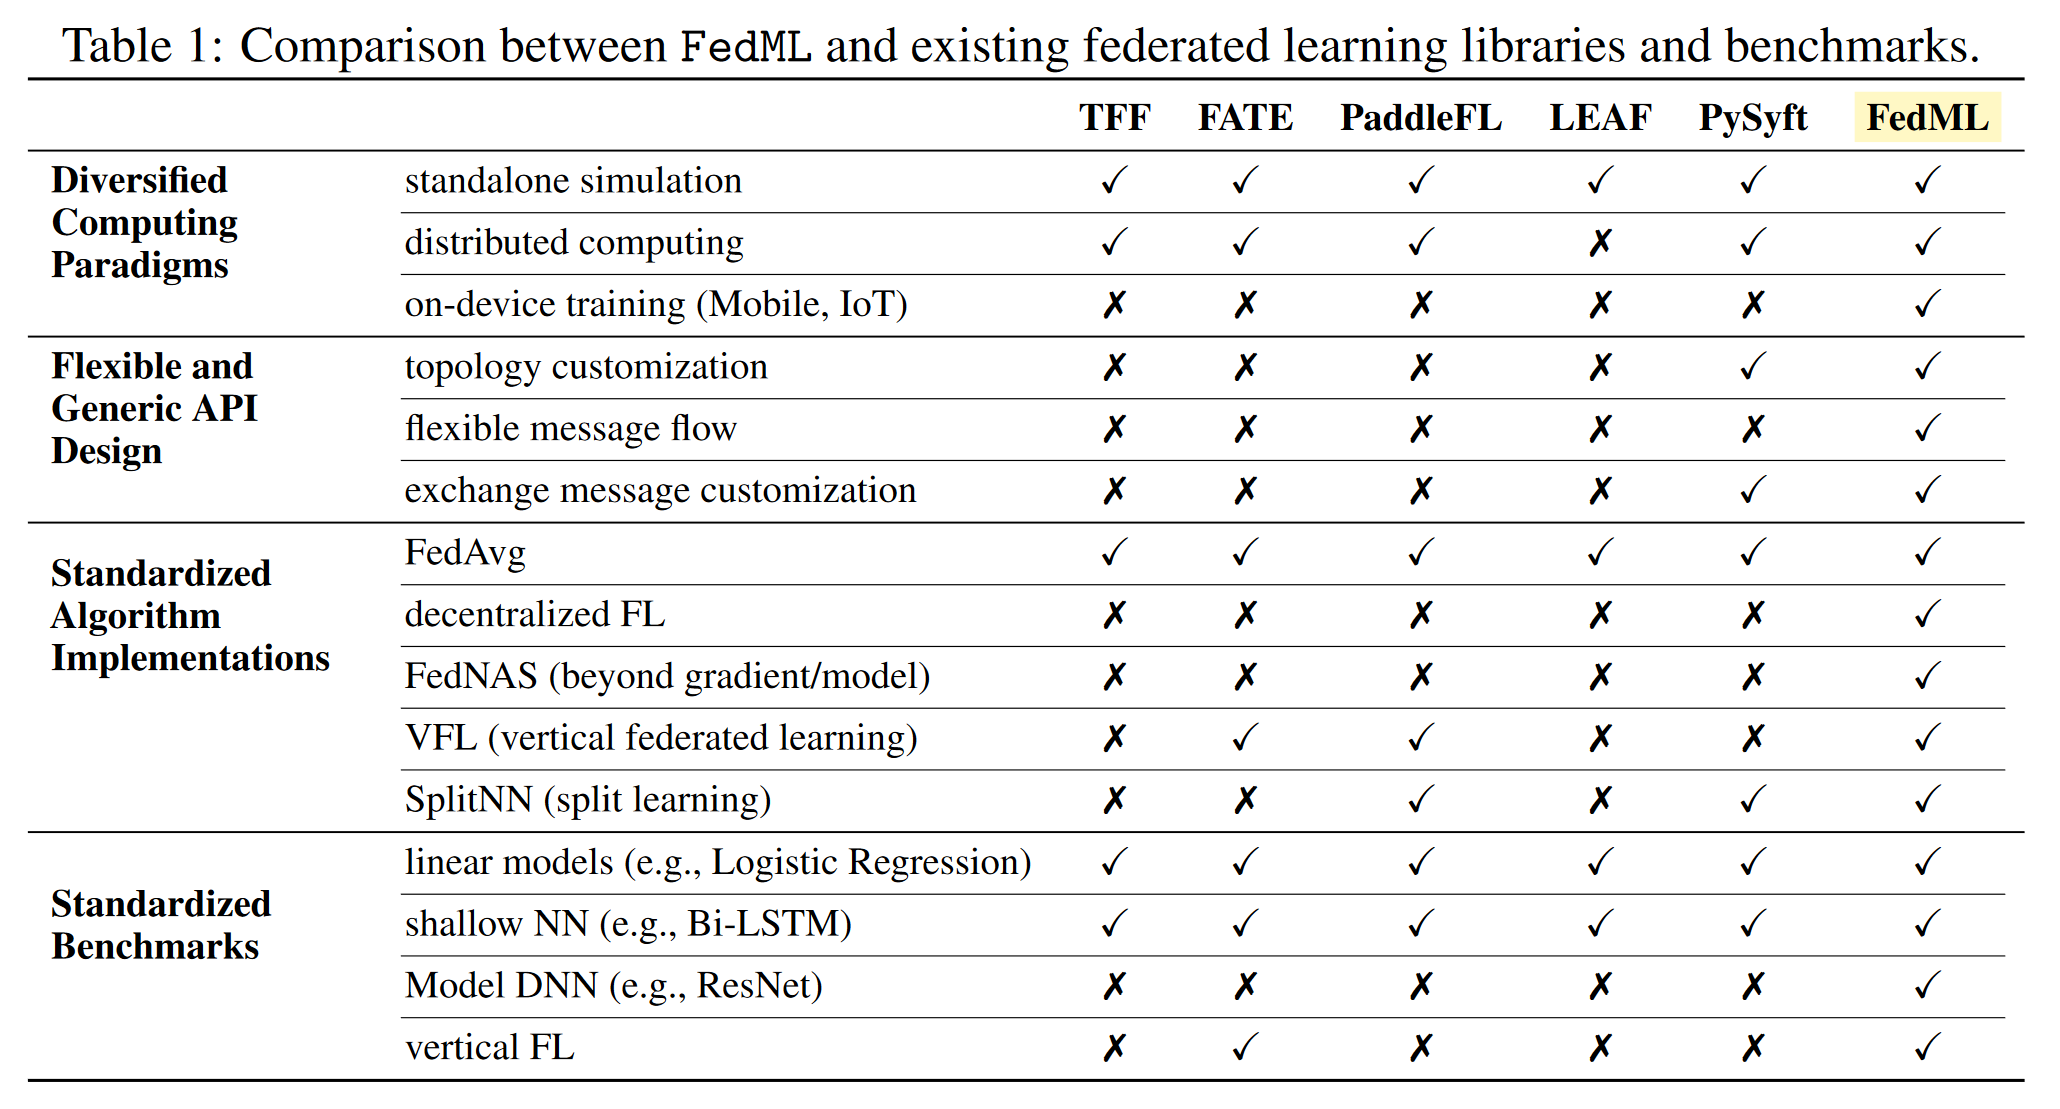 Table 1: Comparison between FedML and existing federated learning libraries and benchmarks.
TFF FATE PaddleFL LEAF PySyft FedML
Diversified Computing Paradigms
standalone simulation ✓ ✓ ✓ ✓ ✓ ✓
distributed computing ✓ ✓ ✓ ✗ ✓ ✓
on-device training (Mobile, IoT) ✗ ✗ ✗ ✗ ✗ ✓
Flexible and Generic API Design
topology customization ✗ ✗ ✗ ✗ ✓ ✓
flexible message flow ✗ ✗ ✗ ✗ ✗ ✓
exchange message customization ✗ ✗ ✗ ✗ ✓ ✓
Standardized Algorithm Implementations
FedAvg ✓ ✓ ✓ ✓ ✓ ✓
decentralized FL ✗ ✗ ✗ ✗ ✗ ✓
FedNAS (beyond gradient/model) ✗ ✗ ✗ ✗ ✗ ✓
VFL (vertical federated learning) ✗ ✓ ✓ ✗ ✗ ✓
SplitNN (split learning) ✗ ✗ ✓ ✗ ✓ ✓
Standardized Benchmarks
linear models (e.g., Logistic Regression) ✓ ✓ ✓ ✓ ✓ ✓
shallow NN (e.g., Bi-LSTM) ✓ ✓ ✓ ✓ ✓ ✓
Model DNN (e.g., ResNet) ✗ ✗ ✗ ✗ ✗ ✓
vertical FL ✗ ✓ ✗ ✗ ✗ ✓